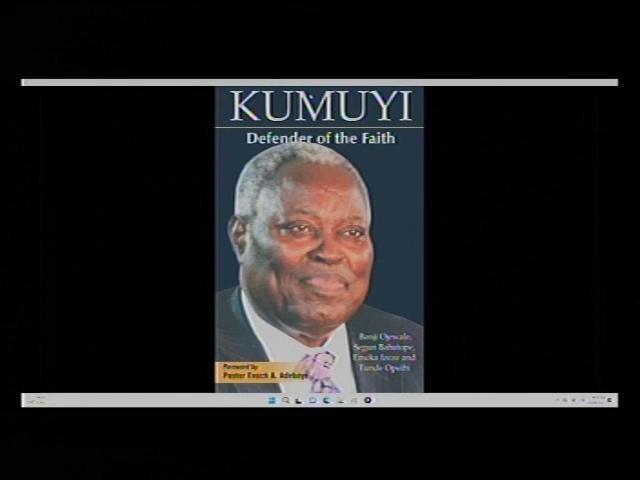 KUMUYI
Defender of the Faith
Banji Ojewale,
Segun Babatope,
Emeka Izeze and
Tunde Opeibi
Foreword by
Pastor Enoch A. Adeboye